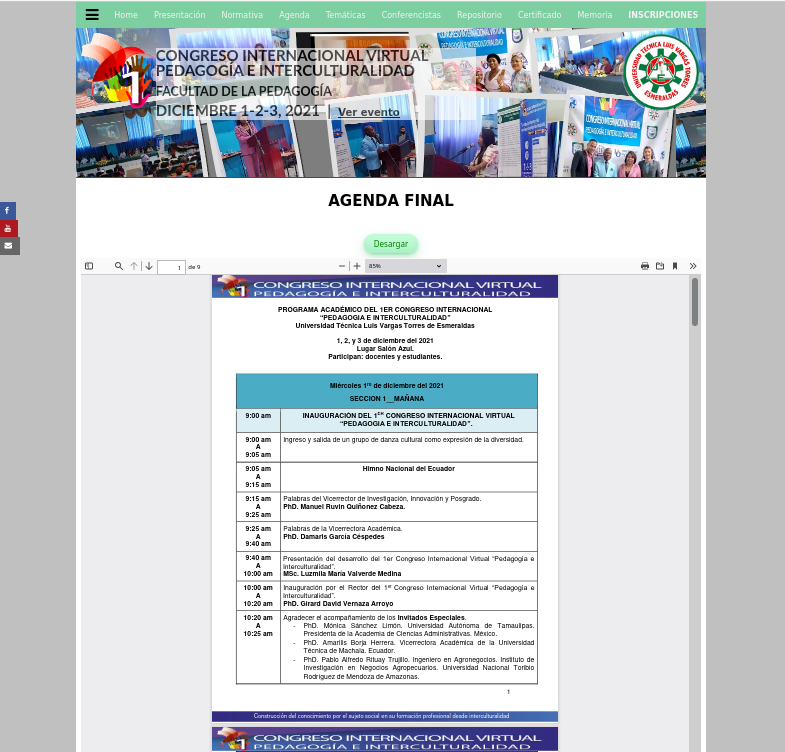 Home Presentación Normativa Agenda Temáticas Conferencistas Repositorio Certificado Memoria INSCRIPCIONES
CONGRESO INTERNACIONAL VIRTUAL
PEDAGOGÍA E INTERCULTURALIDAD
FACULTAD DE LA PEDAGOGÍA
DICIEMBRE 1-2-3, 2021 | Ver evento
UNIVERSIDAD TECNICA LUIS VARGAS TORRES
ESMERALDAS
AGENDA FINAL
Desargar
1 de 9
85%
CONGRESO INTERNACIONAL VIRTUAL
PEDAGOGÍA E INTERCULTURALIDAD
PROGRAMA ACADÉMICO DEL 1ER CONGRESO INTERNACIONAL
"PEDAGOGIA E INTERCULTURALIDAD"
Universidad Técnica Luis Vargas Torres de Esmeraldas
1, 2, y 3 de diciembre del 2021
Lugar Salón Azul.
Participan: docentes y estudiantes.
Miércoles 1ro de diciembre del 2021
SECCION 1__MAÑANA
9:00 am INAUGURACIÓN DEL 1ER CONGRESO INTERNACIONAL VIRTUAL
"PEDAGOGIA E INTERCULTURALIDAD".
9:00 am Ingreso y salida de un grupo de danza cultural como expresión de la diversidad.
A
9:05 am
9:05 am Himno Nacional del Ecuador
A
9:15 am
9:15 am Palabras del Vicerrector de Investigación, Innovación y Posgrado.
A PhD. Manuel Ruvin Quiñonez Cabeza.
9:25 am
9:25 am Palabras de la Vicerrectora Académica.
A PhD. Damaris García Céspedes
9:40 am
9:40 am Presentación del desarrollo del 1er Congreso Internacional Virtual "Pedagogía e
A Interculturalidad".
10:00 am MSc. Luzmila María Valverde Medina
10:00 am Inauguración por el Rector del 1er Congreso Internacional Virtual "Pedagogía e
A Interculturalidad".
10:20 am PhD. Girard David Vernaza Arroyo
10:20 am Agradecer el acompañamiento de los Invitados Especiales.
A - PhD. Mónica Sánchez Limón. Universidad Autónoma de Tamaulipas.
10:25 am Presidenta de la Academia de Ciencias Administrativas. México.
- PhD. Amarilis Borja Herrera. Vicerrectora Académica de la Universidad
Técnica de Machala. Ecuador.
- PhD. Pablo Alfredo Rituay Trujillo. Ingeniero en Agronegocios. Instituto de
Investigación en Negocios Agropecuarios. Universidad Nacional Toribio
Rodríguez de Mendoza de Amazonas.
1
Construcción del conocimiento por el sujeto social en su formación profesional desde interculturalidad
CONGRESO INTERNACIONAL VIRTUAL
PEDAGOGÍA E INTERCULTURALIDAD